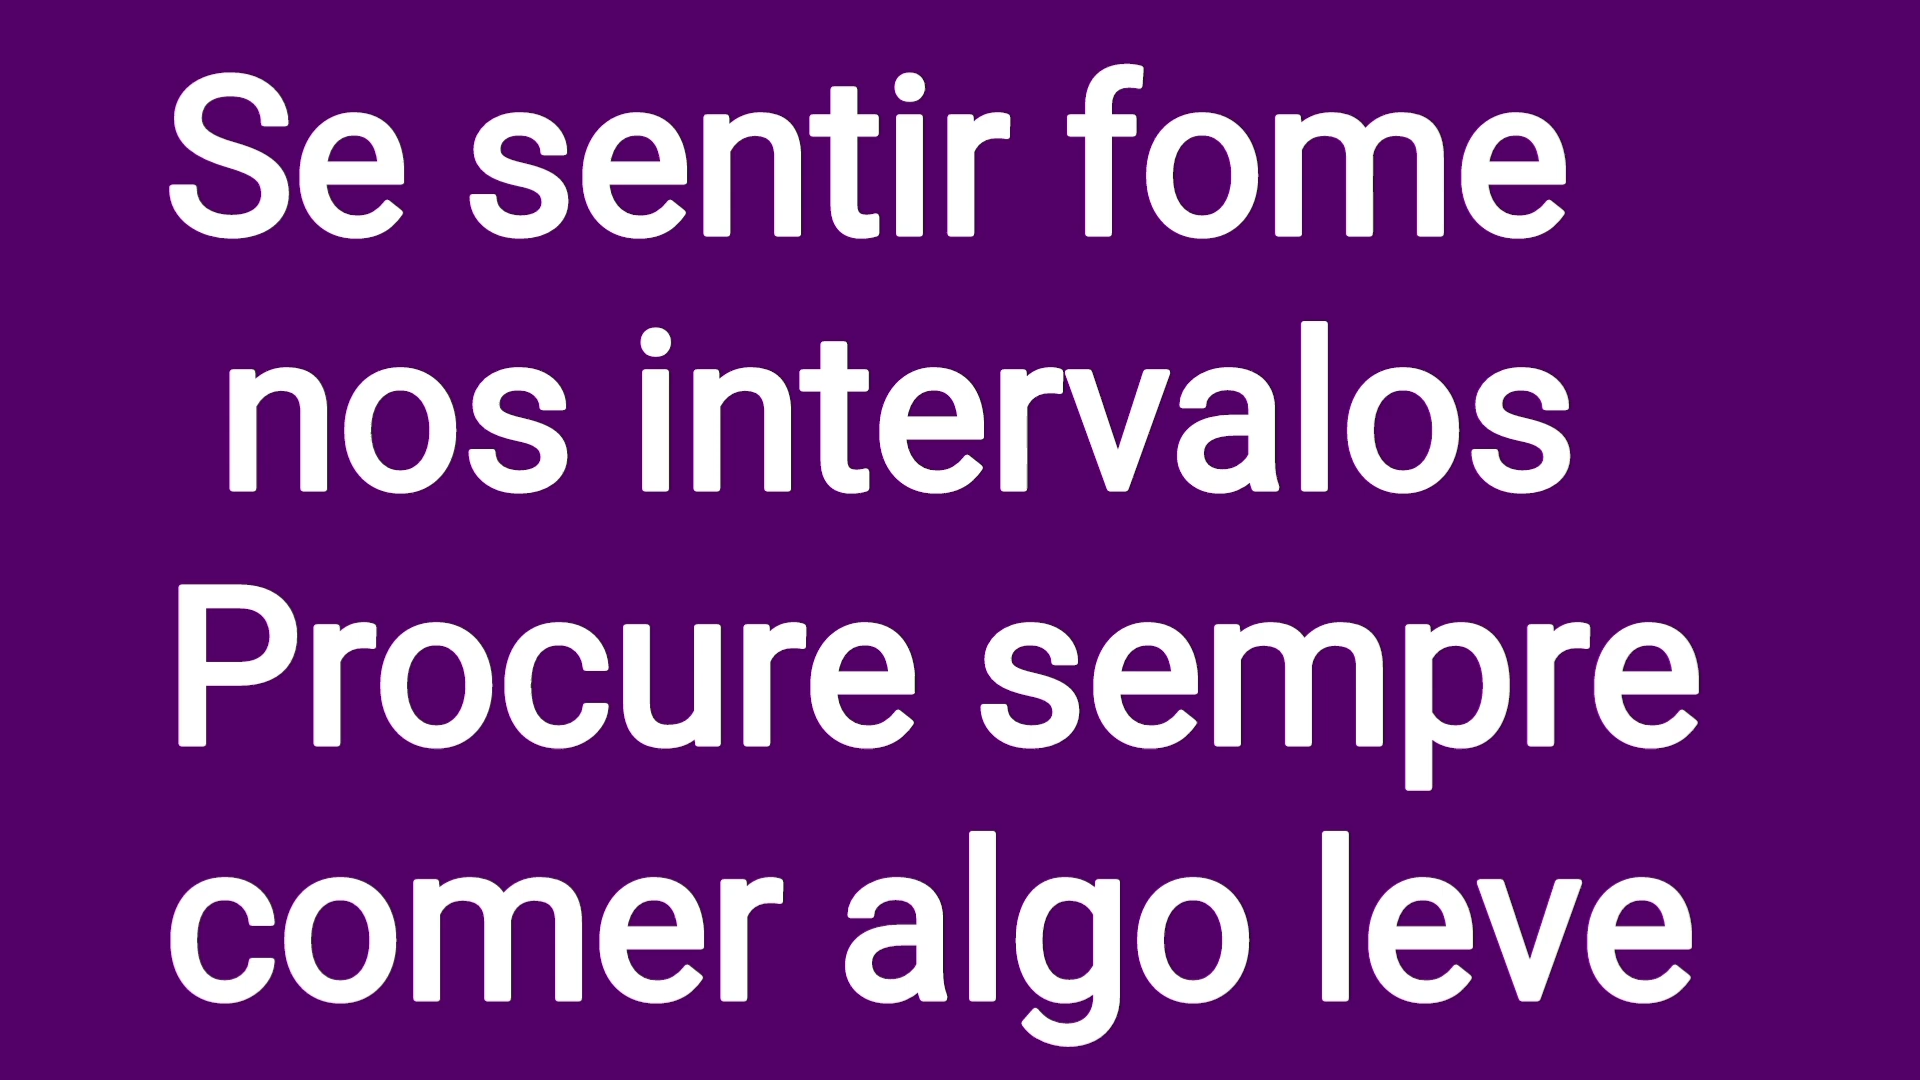 Se sentir fome
nos intervalos
Procure sempre
comer algo leve